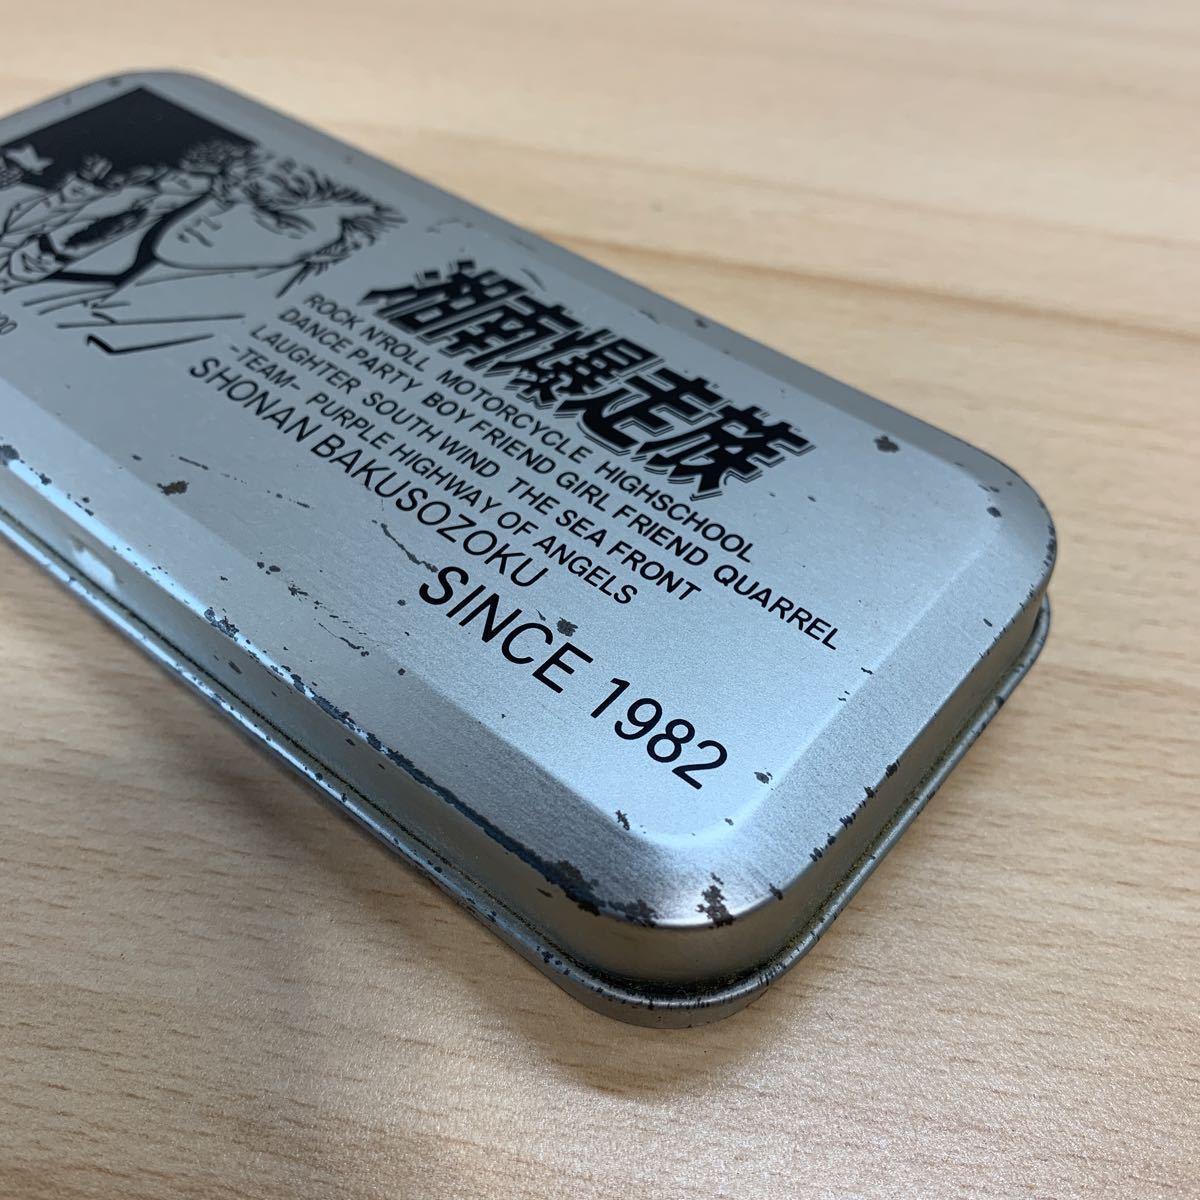 湘南爆走族
ROCK N'ROLL MOTORCYCLE HIGHSCHOOL
DANCE PARTY BOY FRIEND GIRL FRIEND QUARREL
LAUGHTER SOUTH WIND THE SEA FRONT
-TEAM- PURPLE HIGHWAY OF ANGELS
SHONAN BAKUSOZOKU
SINCE 1982